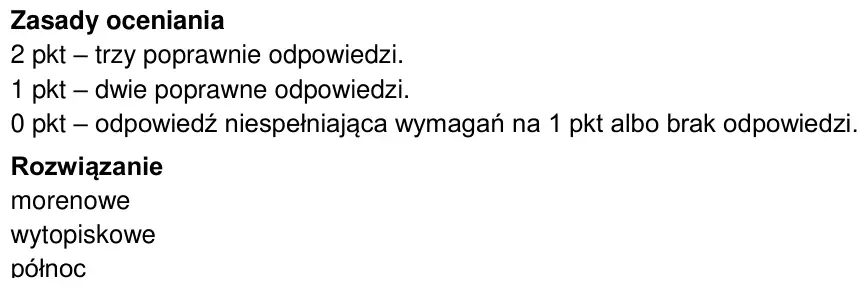 Zasady oceniania
2 pkt – trzy poprawnie odpowiedzi.
1 pkt – dwie poprawne odpowiedzi.
0 pkt – odpowiedź niespełniająca wymagań na 1 pkt albo brak odpowiedzi.
Rozwiązanie
morenowe
wytopiskowe
północ